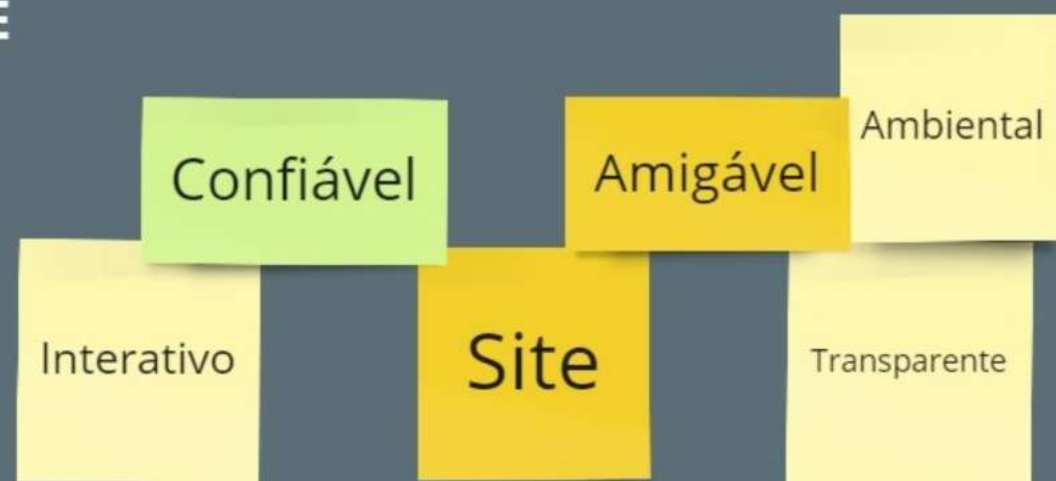 Ambiental
Confiável
Amigável
Interativo
Site
Transparente